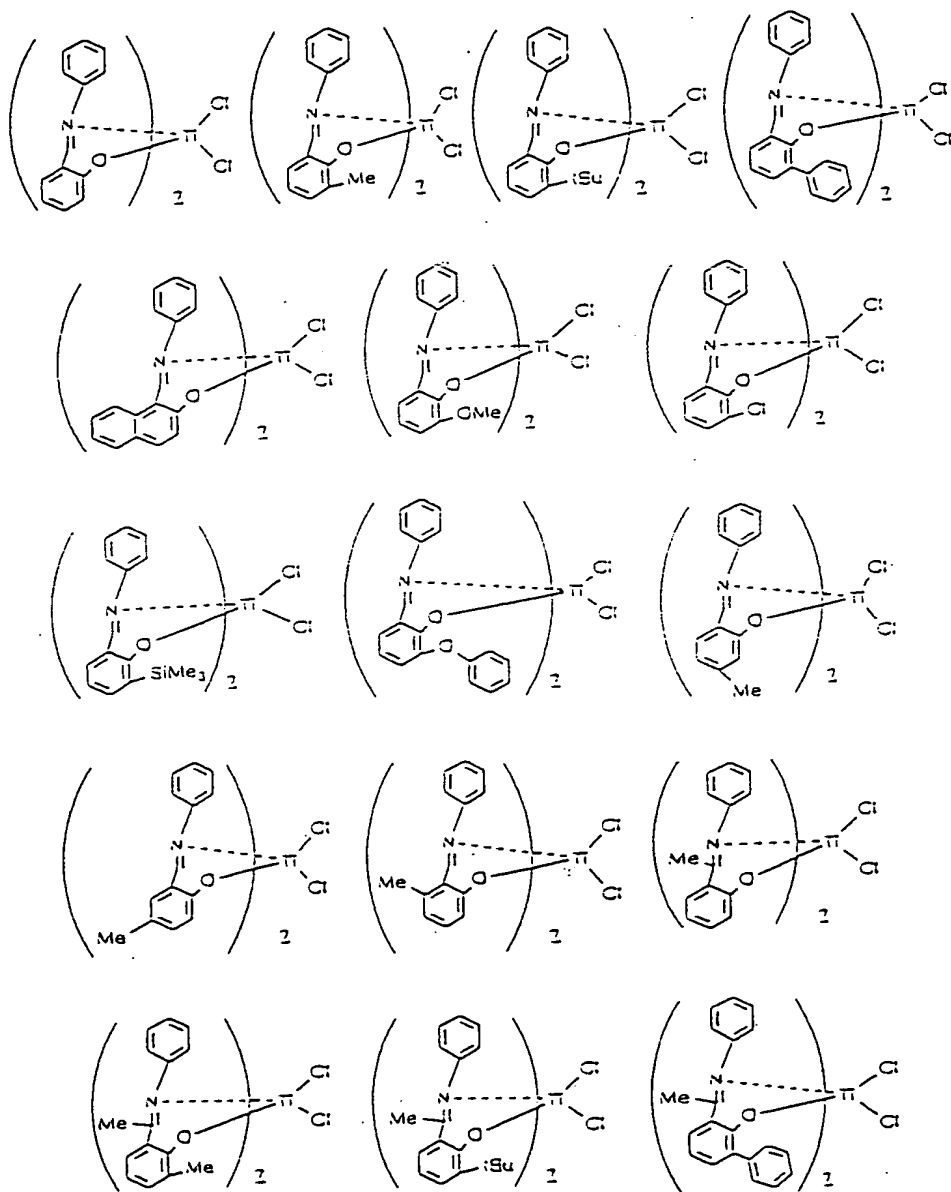 N O Ti Cl Cl 2
N O Me Ti Cl Cl 2
N O tBu Ti Cl Cl 2
N O Ti Cl Cl 2
N O Ti Cl Cl 2
N O OMe Ti Cl Cl 2
N O Cl Ti Cl Cl 2
N O SiMe3 Ti Cl Cl 2
N O O Ti Cl Cl 2
N O Me Ti Cl Cl 2
N O Me Ti Cl Cl 2
N Me O Ti Cl Cl 2
N Me O Ti Cl Cl 2
N Me O Me Ti Cl Cl 2
N Me O tBu Ti Cl Cl 2
N Me O Ti Cl Cl 2